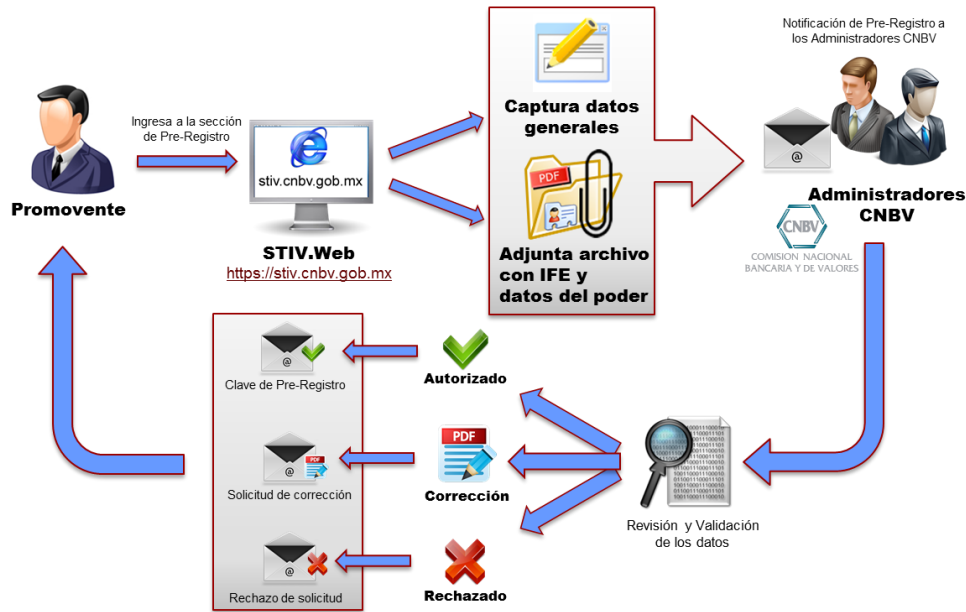 Notificación de Pre-Registro a
los Administradores CNBV
Ingresa a la sección
de Pre-Registro
stiv.cnbv.gob.mx
Promovente
STIV.Web
https://stiv.cnbv.gob.mx
Captura datos
generales
PDF
Adjunta archivo
con IFE y
datos del poder
@
Administradores
CNBV
CNBV
COMISION NACIONAL
BANCARIA Y DE VALORES
@
Clave de Pre-Registro
Autorizado
@
PDF
Solicitud de corrección
PDF
Corrección
Revisión y Validación
de los datos
@
Rechazo de solicitud
Rechazado